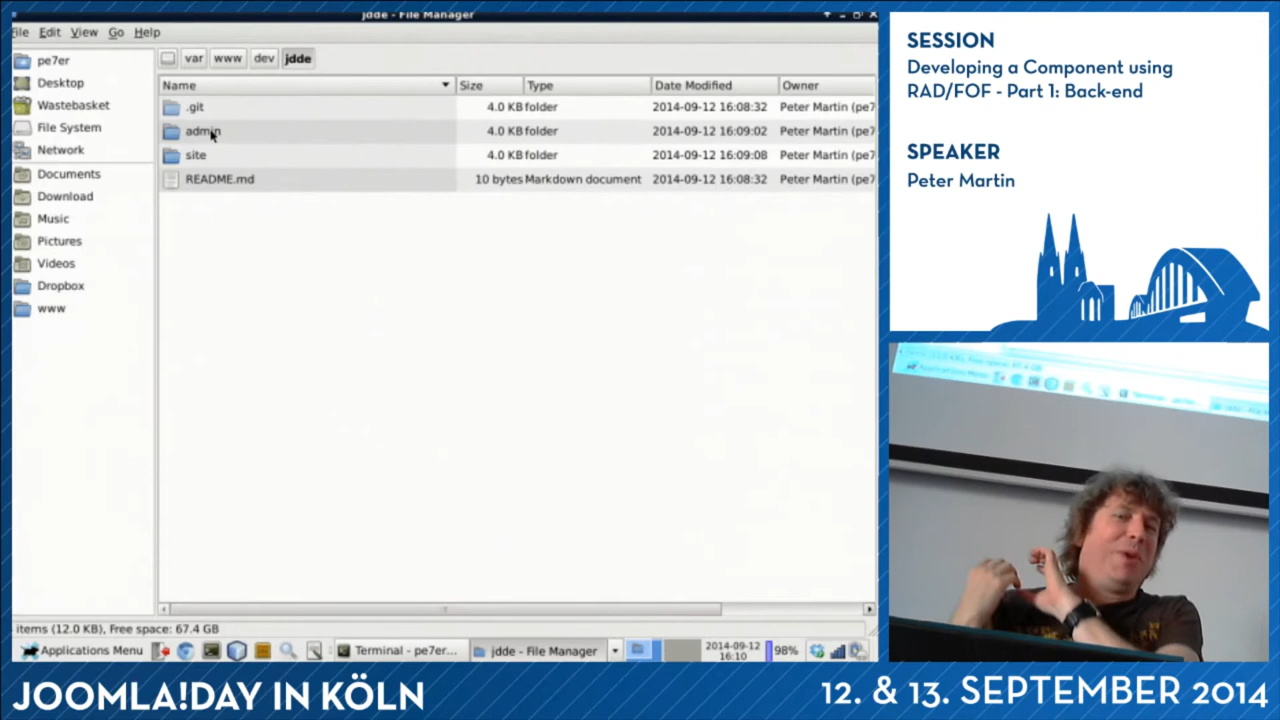 jdde - File Manager
ile Edit View Go Help
var www dev jdde
pe7er
Desktop
Wastebasket
File System
Network
Documents
Download
Music
Pictures
Videos
Dropbox
www
Name Size Type Date Modified Owner
.git 4.0 KB folder 2014-09-12 16:08:32 Peter Martin (pe7
admin 4.0 KB folder 2014-09-12 16:09:02 Peter Martin (pe7
site 4.0 KB folder 2014-09-12 16:09:08 Peter Martin (pe7
README.md 10 bytes Markdown document 2014-09-12 16:08:32 Peter Martin (pe7
items (12.0 KB), Free space: 67.4 GB
Applications Menu Terminal - pe7er... jdde - File Manager 2014-09-12 16:10 98%
SESSION
Developing a Component using
RAD/FOF - Part 1: Back-end
SPEAKER
Peter Martin
JOOMLA!DAY IN KÖLN
12. & 13. SEPTEMBER 2014